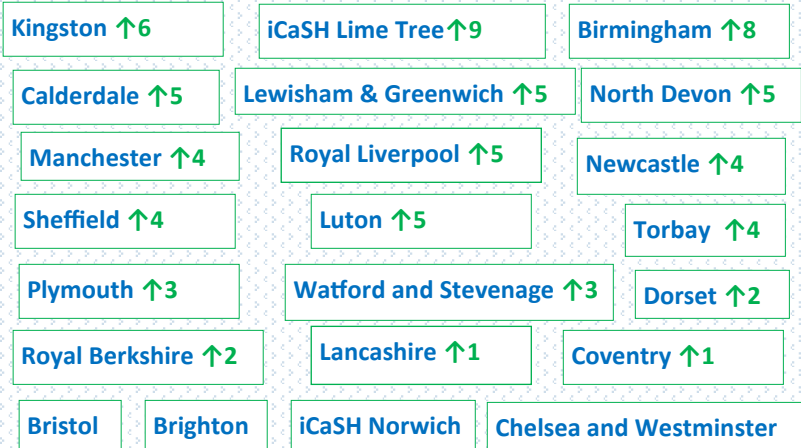 Kingston ↑6
iCaSH Lime Tree↑9
Birmingham ↑8
Calderdale ↑5
Lewisham & Greenwich ↑5
North Devon ↑5
Manchester ↑4
Royal Liverpool ↑5
Newcastle ↑4
Sheffield ↑4
Luton ↑5
Torbay ↑4
Plymouth ↑3
Watford and Stevenage ↑3
Dorset ↑2
Royal Berkshire ↑2
Lancashire ↑1
Coventry ↑1
Bristol
Brighton
iCaSH Norwich
Chelsea and Westminster